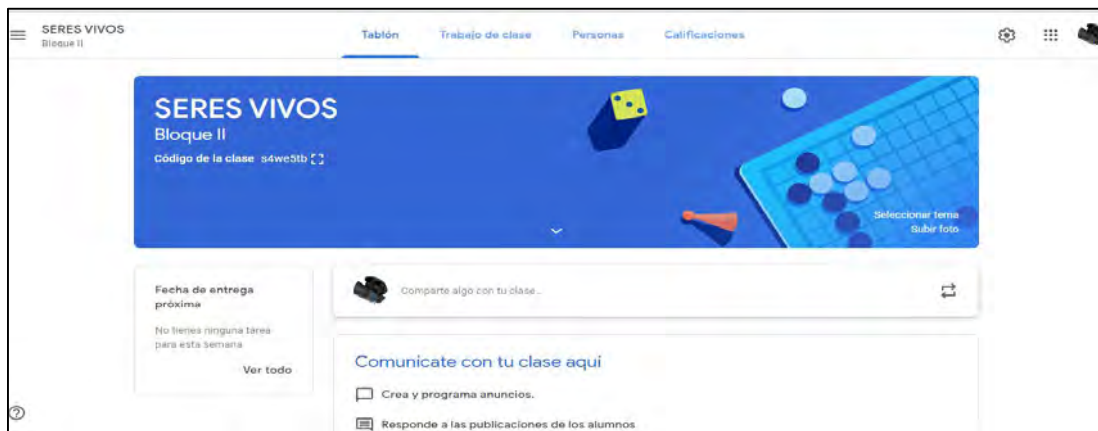 SERES VIVOS
Bloque II
Tablón
Trabajo de clase
Personas
Calificaciones
SERES VIVOS
Bloque II
Código de la clase s4we5tb
Seleccionar tema
Subir foto
Fecha de entrega
próxima
No tienes ninguna tarea
para esta semana
Ver todo
Comparte algo con tu clase...
Comunícate con tu clase aquí
Crea y programa anuncios.
Responde a las publicaciones de los alumnos